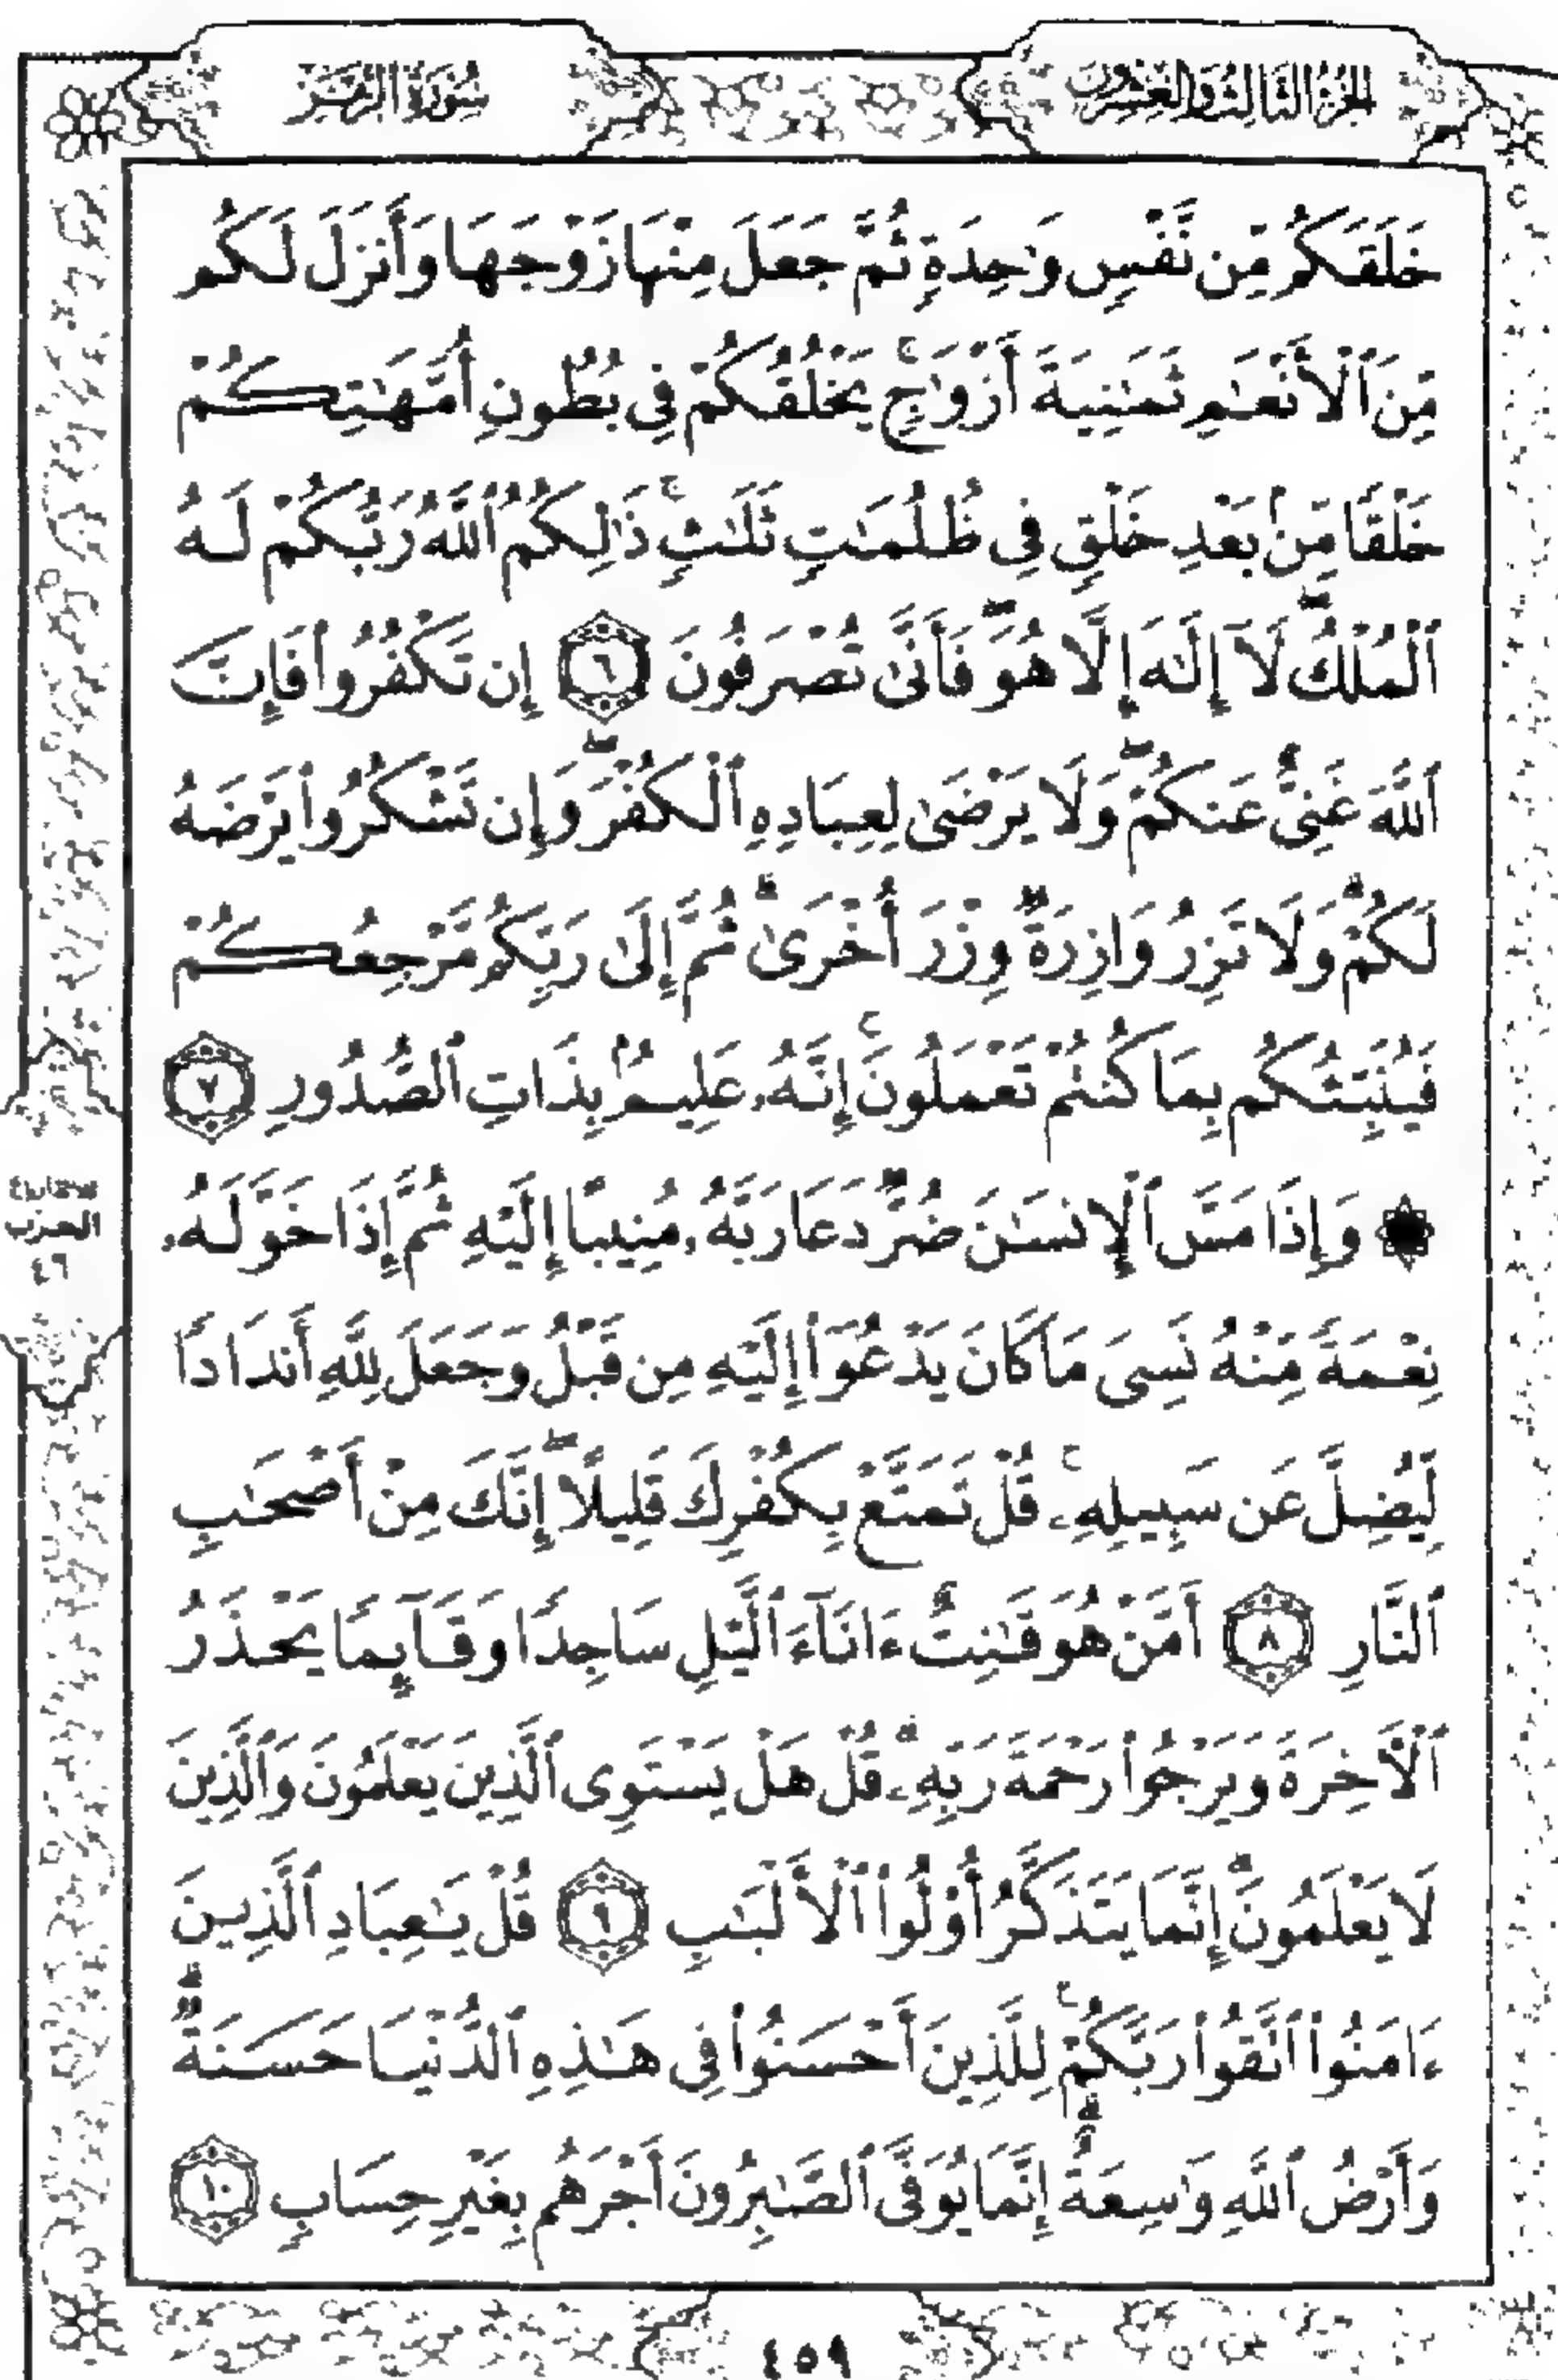 الجزء الثالث والعشرون
سورة الزمر
خَلَقَكُم مِّن نَّفْسٍ وَٰحِدَةٍ ثُمَّ جَعَلَ مِنْهَا زَوْجَهَا وَأَنزَلَ لَكُم
مِّنَ ٱلْأَنْعَٰمِ ثَمَٰنِيَةَ أَزْوَٰجٍ ۚ يَخْلُقُكُمْ فِى بُطُونِ أُمَّهَٰتِكُمْ
خَلْقًا مِّنۢ بَعْدِ خَلْقٍ فِى ظُلُمَٰتٍ ثَلَٰثٍ ۚ ذَٰلِكُمُ ٱللَّهُ رَبُّكُمْ لَهُ
ٱلْمُلْكُ ۖ لَآ إِلَٰهَ إِلَّا هُوَ ۖ فَأَنَّىٰ تُصْرَفُونَ ٦ إِن تَكْفُرُوا۟ فَإِنَّ
ٱللَّهَ غَنِىٌّ عَنكُمْ ۖ وَلَا يَرْضَىٰ لِعِبَادِهِ ٱلْكُفْرَ ۖ وَإِن تَشْكُرُوا۟ يَرْضَهُ
لَكُمْ ۗ وَلَا تَزِرُ وَازِرَةٌ وِزْرَ أُخْرَىٰ ۗ ثُمَّ إِلَىٰ رَبِّكُم مَّرْجِعُكُمْ
فَيُنَبِّئُكُم بِمَا كُنتُمْ تَعْمَلُونَ ۚ إِنَّهُۥ عَلِيمٌۢ بِذَاتِ ٱلصُّدُورِ ٧
۞ وَإِذَا مَسَّ ٱلْإِنسَٰنَ ضُرٌّ دَعَا رَبَّهُۥ مُنِيبًا إِلَيْهِ ثُمَّ إِذَا خَوَّلَهُۥ
نِعْمَةً مِّنْهُ نَسِىَ مَا كَانَ يَدْعُوٓا۟ إِلَيْهِ مِن قَبْلُ وَجَعَلَ لِلَّهِ أَندَادًا
لِّيُضِلَّ عَن سَبِيلِهِۦ ۚ قُلْ تَمَتَّعْ بِكُفْرِكَ قَلِيلًا ۖ إِنَّكَ مِنْ أَصْحَٰبِ
ٱلنَّارِ ٨ أَمَّنْ هُوَ قَٰنِتٌ ءَانَآءَ ٱلَّيْلِ سَاجِدًا وَقَآئِمًا يَحْذَرُ
ٱلْءَاخِرَةَ وَيَرْجُوا۟ رَحْمَةَ رَبِّهِۦ ۗ قُلْ هَلْ يَسْتَوِى ٱلَّذِينَ يَعْلَمُونَ وَٱلَّذِينَ
لَا يَعْلَمُونَ ۗ إِنَّمَا يَتَذَكَّرُ أُو۟لُوا۟ ٱلْأَلْبَٰبِ ٩ قُلْ يَٰعِبَادِ ٱلَّذِينَ
ءَامَنُوا۟ ٱتَّقُوا۟ رَبَّكُمْ ۚ لِلَّذِينَ أَحْسَنُوا۟ فِى هَٰذِهِ ٱلدُّنْيَا حَسَنَةٌ ۗ
وَأَرْضُ ٱللَّهِ وَٰسِعَةٌ ۗ إِنَّمَا يُوَفَّى ٱلصَّٰبِرُونَ أَجْرَهُم بِغَيْرِ حِسَابٍ ١٠
الحزب
٤٦
٤٥٩